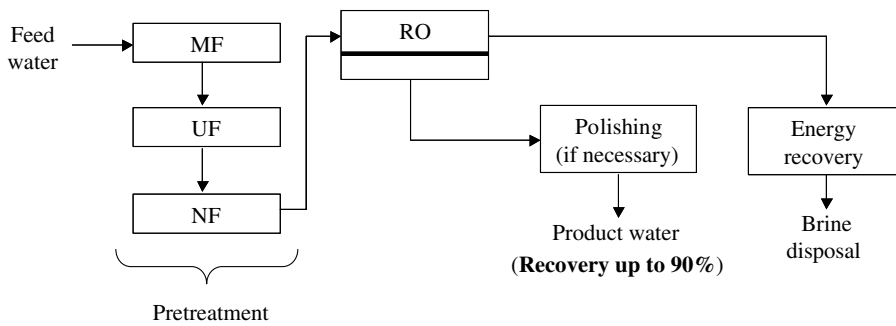 Feed
water
MF
UF
NF
Pretreatment
RO
Polishing
(if necessary)
Product water
(Recovery up to 90%)
Energy
recovery
Brine
disposal